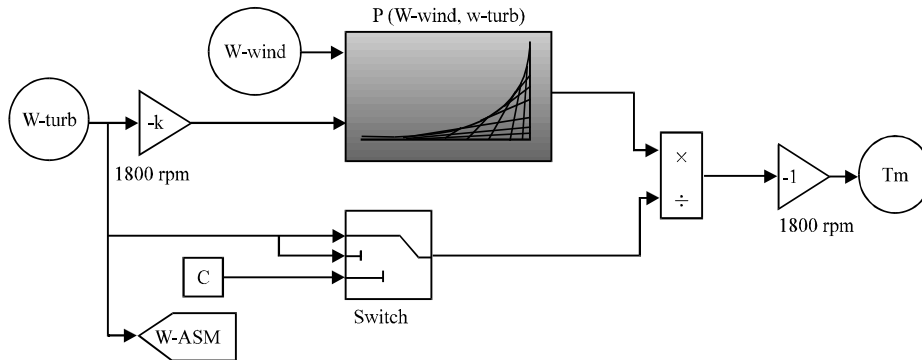 P (W-wind, w-turb)
W-wind
W-turb
-k
1800 rpm
×
÷
-1
Tm
1800 rpm
C
Switch
W-ASM